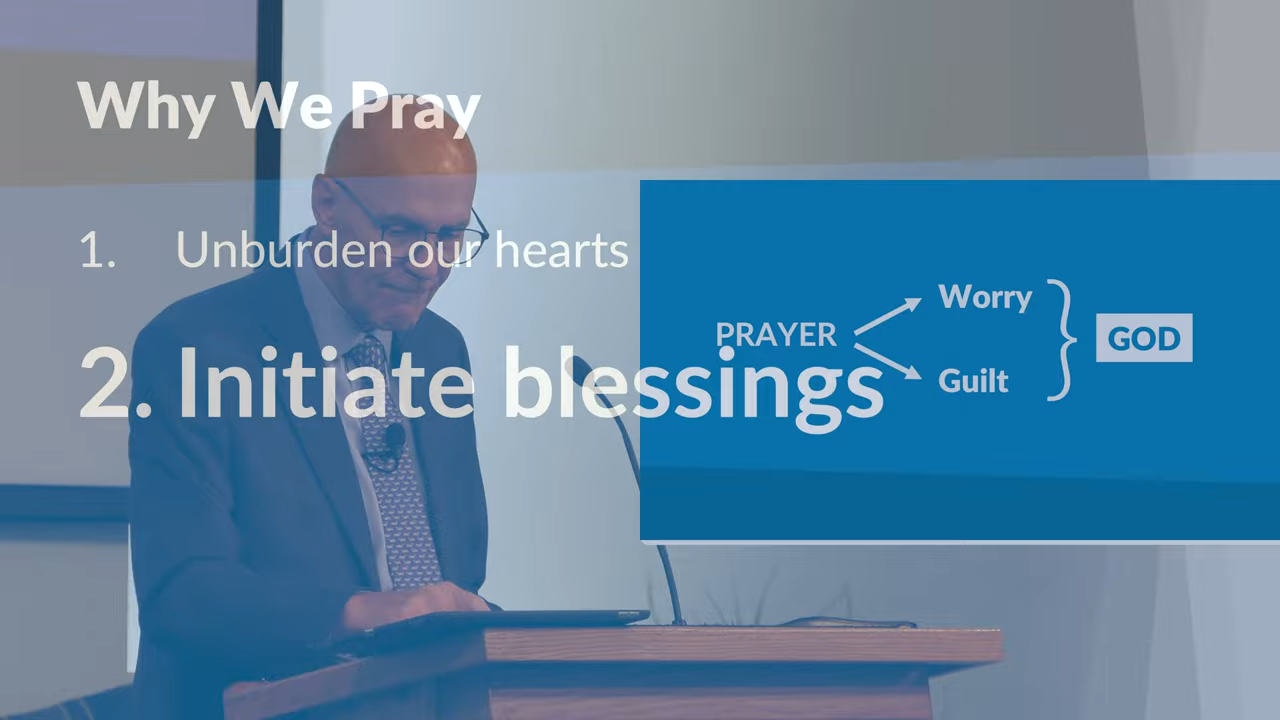 Why We Pray
1. Unburden our hearts
2. Initiate blessings
PRAYER
Worry
Guilt
GOD